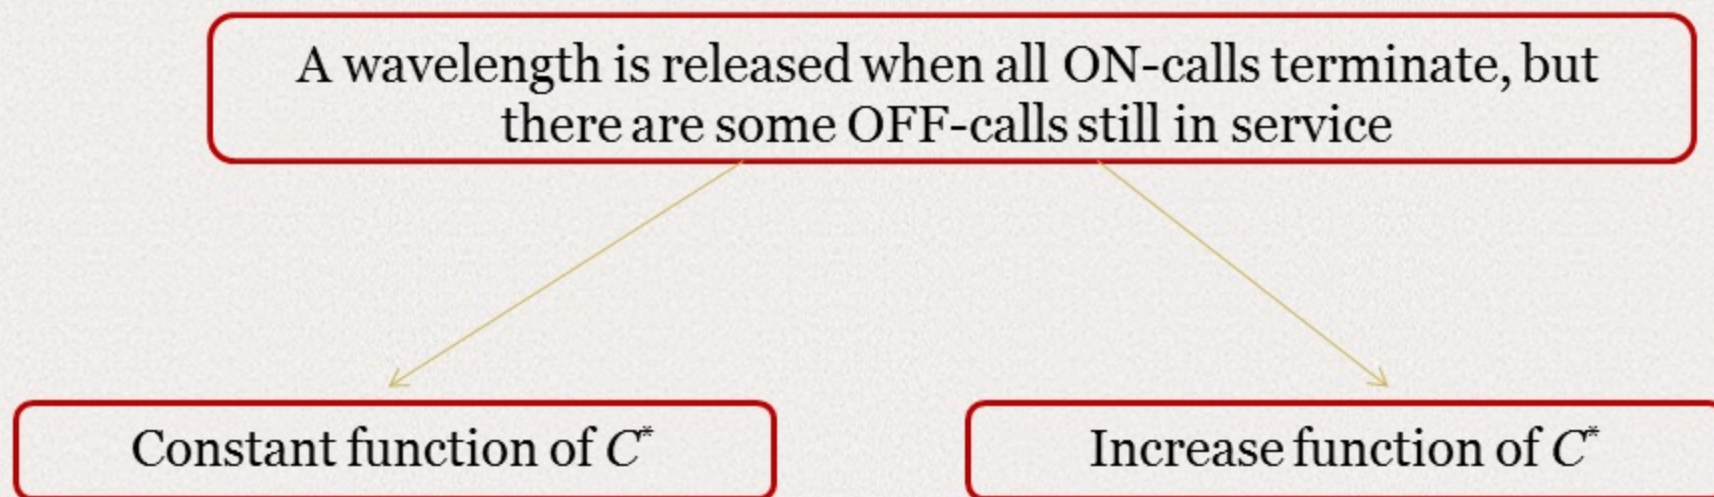 A wavelength is released when all ON-calls terminate, but
there are some OFF-calls still in service
Constant function of C*
Increase function of C*